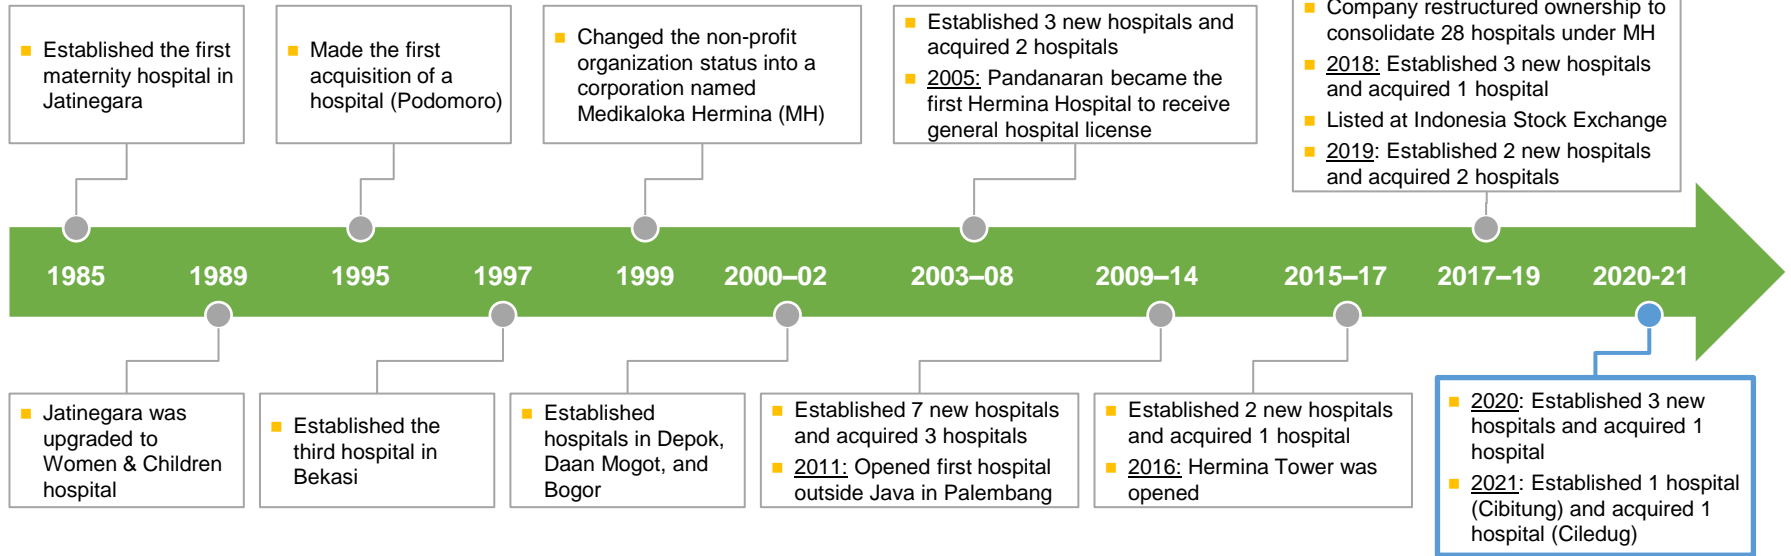 Established the first
maternity hospital in
Jatinegara
Made the first
acquisition of a
hospital (Podomoro)
Changed the non-profit
organization status into a
corporation named
Medikaloka Hermina (MH)
Established 3 new hospitals and
acquired 2 hospitals
2005: Pandanaran became the
first Hermina Hospital to receive
general hospital license
Company restructured ownership to
consolidate 28 hospitals under MH
2018: Established 3 new hospitals
and acquired 1 hospital
Listed at Indonesia Stock Exchange
2019: Established 2 new hospitals
and acquired 2 hospitals
1985 1989 1995 1997 1999 2000–02 2003–08 2009–14 2015–17 2017–19 2020-21
Jatinegara was
upgraded to
Women & Children
hospital
Established the
third hospital in
Bekasi
Established
hospitals in Depok,
Daan Mogot, and
Bogor
Established 7 new hospitals
and acquired 3 hospitals
2011: Opened first hospital
outside Java in Palembang
Established 2 new hospitals
and acquired 1 hospital
2016: Hermina Tower was
opened
2020: Established 3 new
hospitals and acquired 1
hospital
2021: Established 1 hospital
(Cibitung) and acquired 1
hospital (Ciledug)